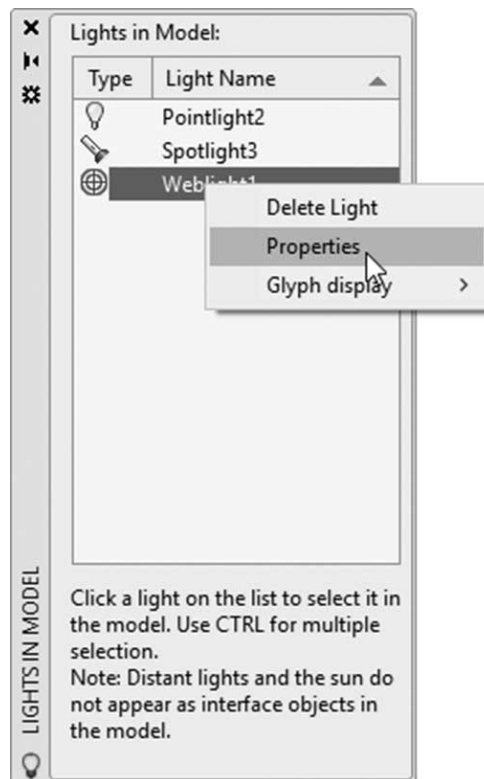 Lights in Model:
Type Light Name
Pointlight2
Spotlight3
Weblight1
Delete Light
Properties
Glyph display
Click a light on the list to select it in
the model. Use CTRL for multiple
selection.
Note: Distant lights and the sun do
not appear as interface objects in
the model.
LIGHTS IN MODEL